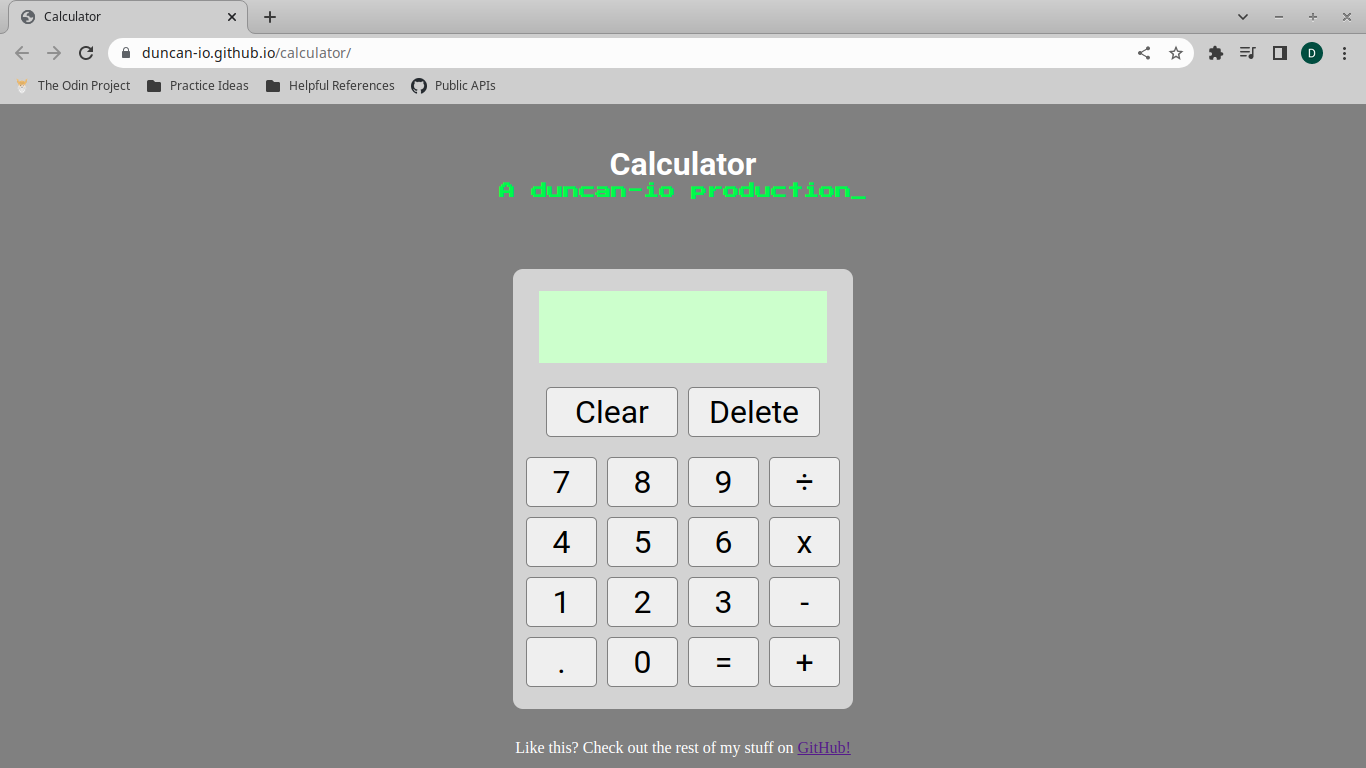 Calculator
duncan-io.github.io/calculator/
D
The Odin Project Practice Ideas Helpful References Public APIs
Calculator
A duncan-io production_
Clear Delete
7 8 9 ÷
4 5 6 x
1 2 3 -
. 0 = +
Like this? Check out the rest of my stuff on GitHub!